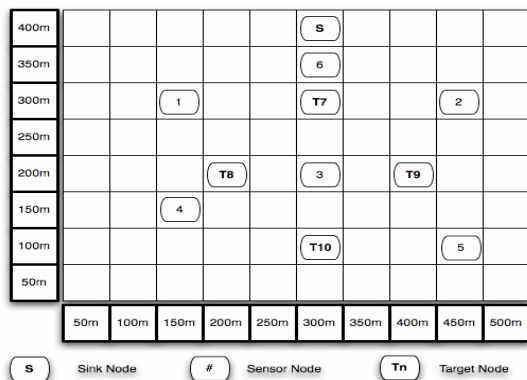 400m S
350m 6
300m 1 T7 2
250m
200m T8 3 T9
150m 4
100m T10 5
50m
50m 100m 150m 200m 250m 300m 350m 400m 450m 500m
S Sink Node # Sensor Node Tn Target Node